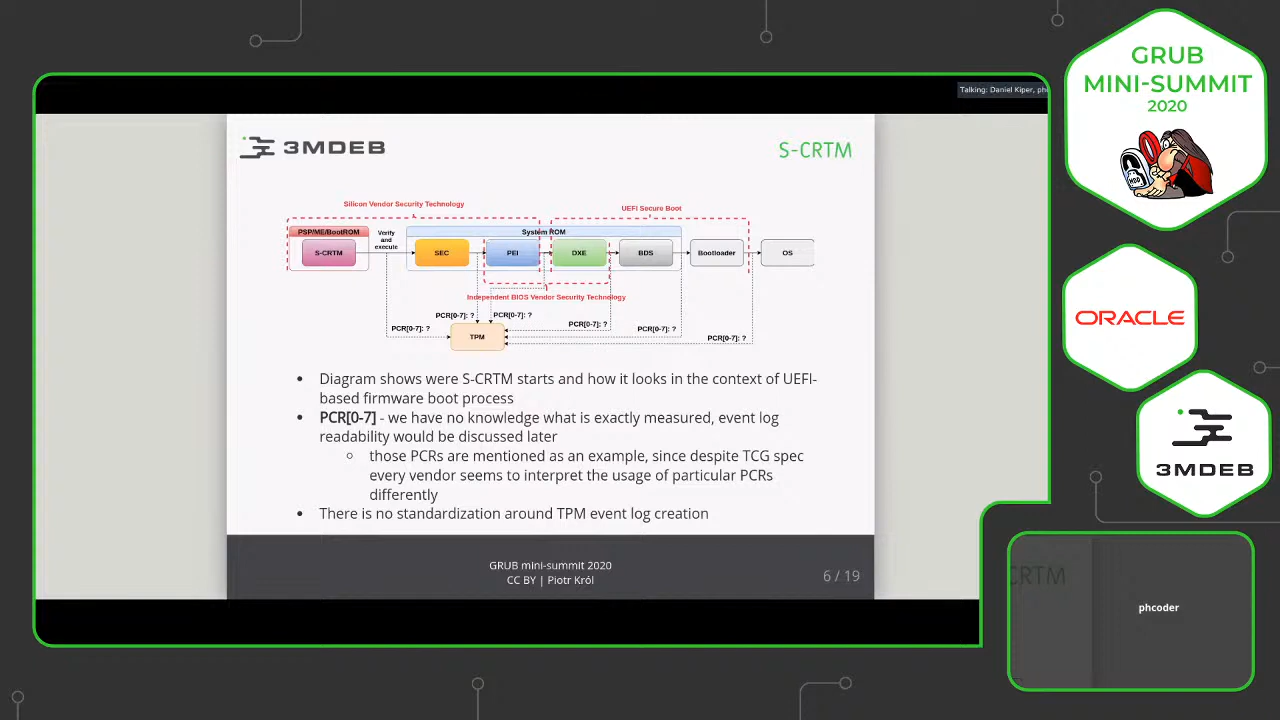 Talking: Daniel Kiper, ph
3MDEB
S-CRTM
Silicon Vendor Security Technology
UEFI Secure Boot
PSP/ME/BootROM
Verify
and
execute
System ROM
S-CRTM
SEC
PEI
DXE
BDS
Bootloader
OS
Independent BIOS Vendor Security Technology
PCR[0-7]: ?
PCR[0-7]: ?
PCR[0-7]: ?
PCR[0-7]: ?
PCR[0-7]: ?
PCR[0-7]: ?
TPM
• Diagram shows were S-CRTM starts and how it looks in the context of UEFI-
based firmware boot process
• PCR[0-7] - we have no knowledge what is exactly measured, event log
readability would be discussed later
○ those PCRs are mentioned as an example, since despite TCG spec
every vendor seems to interpret the usage of particular PCRs
differently
• There is no standardization around TPM event log creation
GRUB mini-summit 2020
CC BY | Piotr Król
6 / 19
GRUB
MINI-SUMMIT
2020
ORACLE
3MDEB
CRTM
phcoder